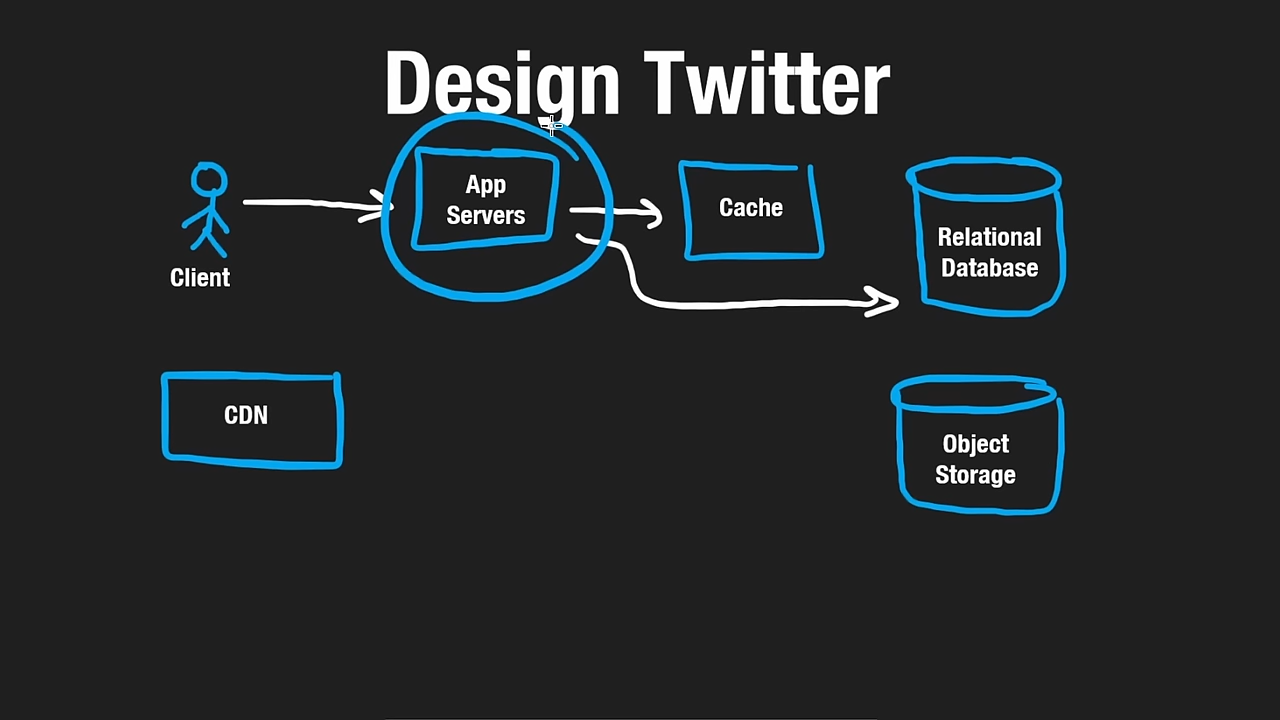 Design Twitter
App
Servers
Cache
Relational
Database
Client
CDN
Object
Storage